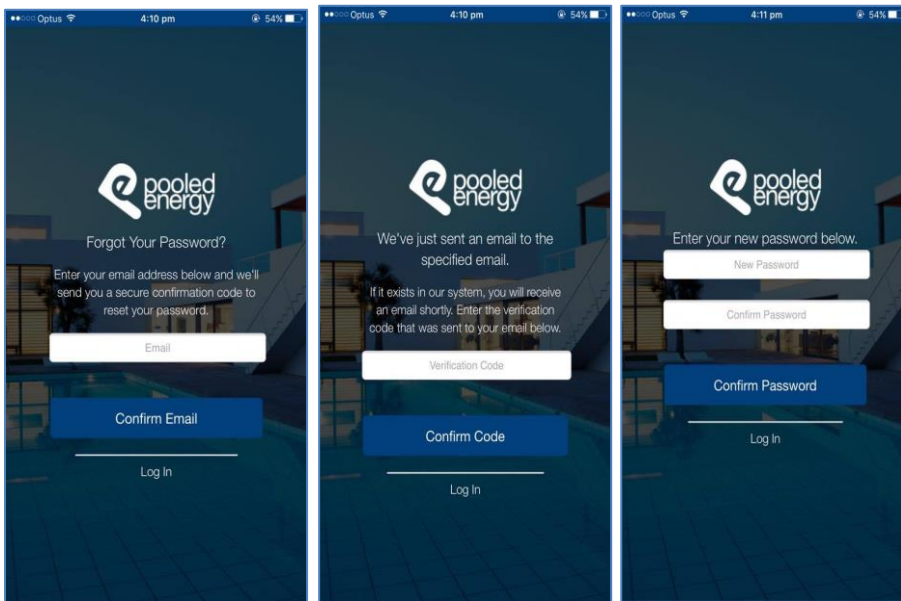 Optus 4:10 pm 54%
pooled
energy
Forgot Your Password?
Enter your email address below and we'll
send you a secure confirmation code to
reset your password.
Email
Confirm Email
Log In
Optus 4:10 pm 54%
pooled
energy
We've just sent an email to the
specified email.
If it exists in our system, you will receive
an email shortly. Enter the verification
code that was sent to your email below.
Verification Code
Confirm Code
Log In
Optus 4:11 pm 54%
pooled
energy
Enter your new password below.
New Password
Confirm Password
Confirm Password
Log In